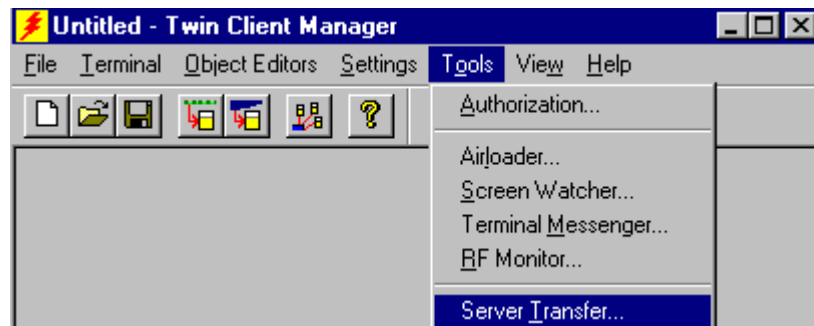 Untitled - Twin Client Manager
File Terminal Object Editors Settings Tools View Help
Authorization...
Airloader...
Screen Watcher...
Terminal Messenger...
RF Monitor...
Server Transfer...